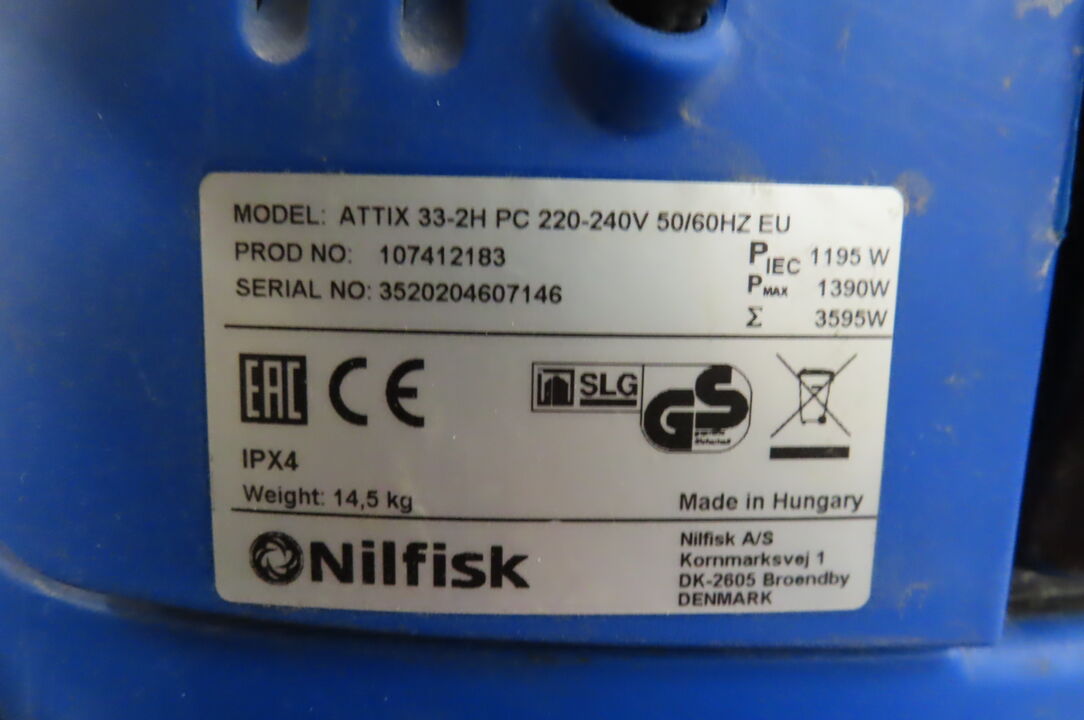 MODEL: ATTIX 33-2H PC 220-240V 50/60HZ EU
PROD NO: 107412183
SERIAL NO: 3520204607146
PIEC 1195 W
PMAX 1390W
Σ 3595W
EAC CE
SLG
GS
geprüfte
Sicherheit
IPX4
Weight: 14,5 kg
Made in Hungary
Nilfisk
Nilfisk A/S
Kornmarksvej 1
DK-2605 Broendby
DENMARK